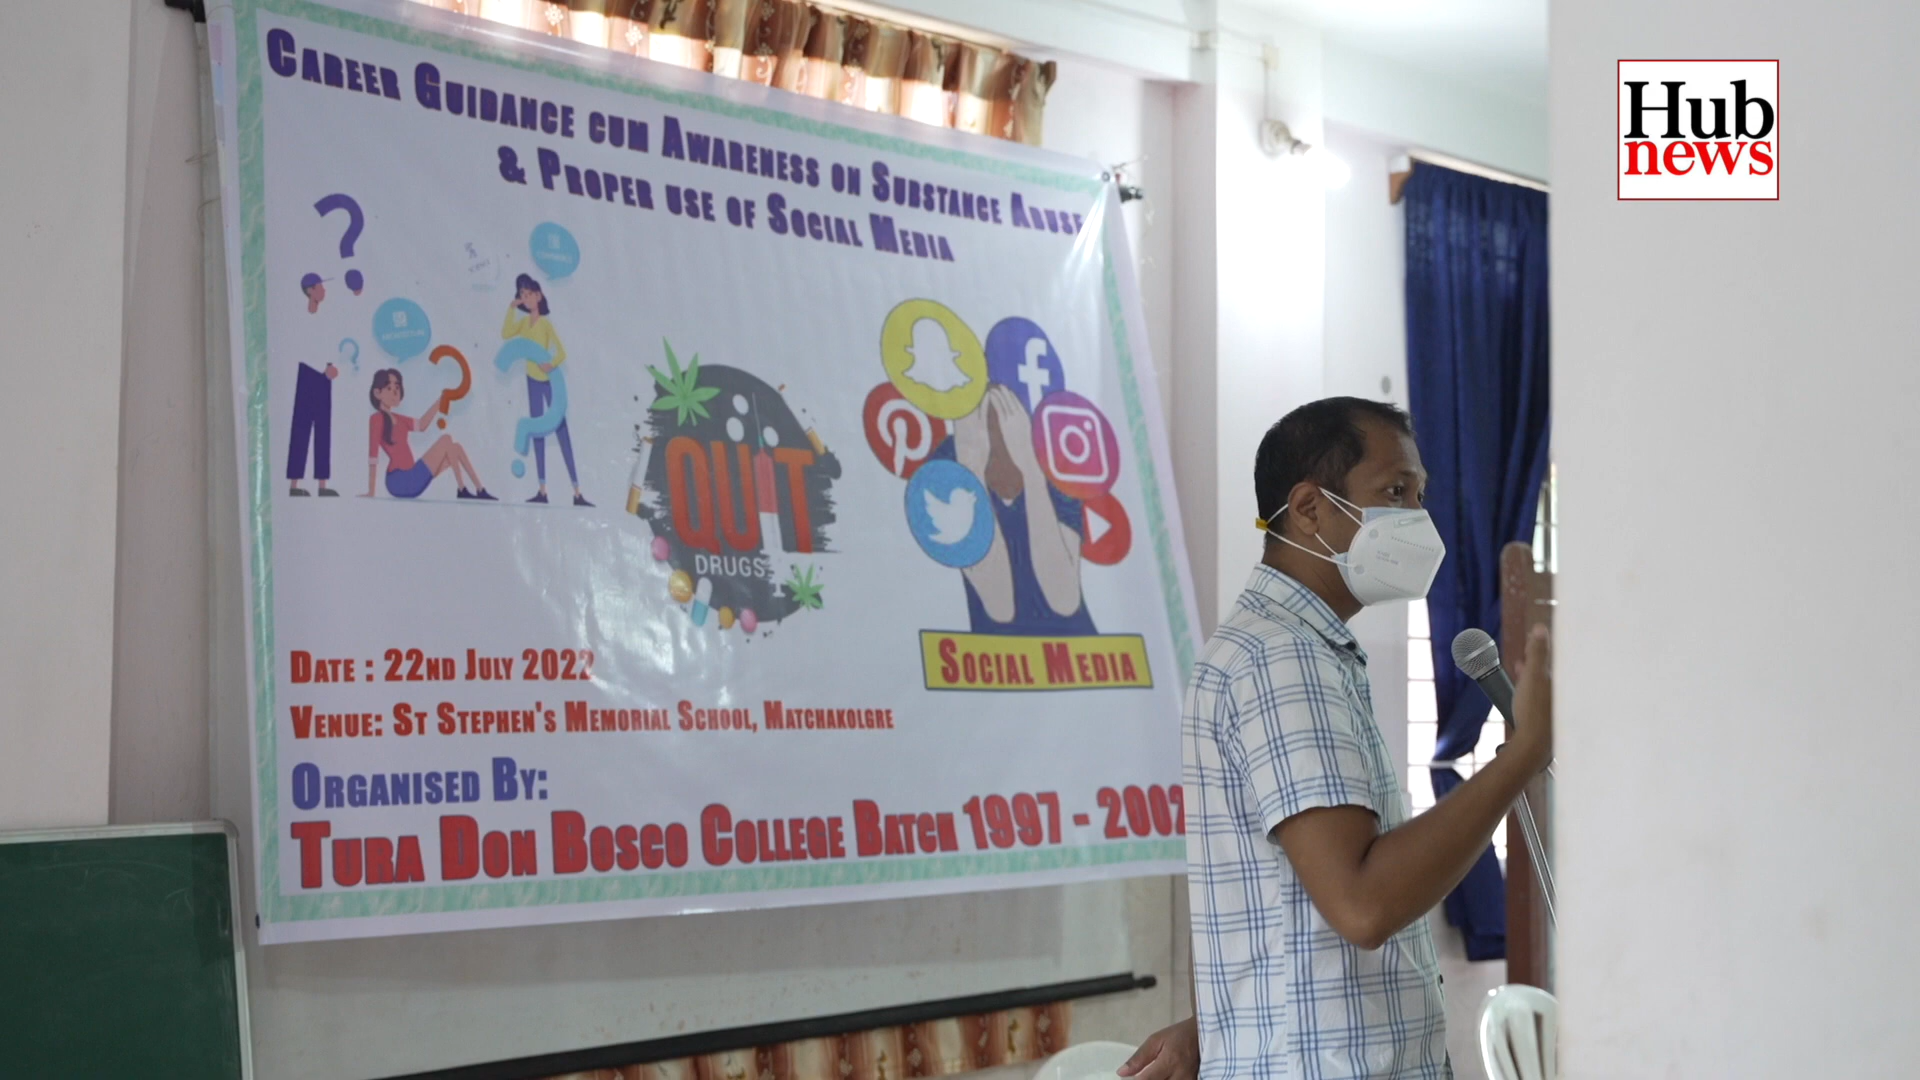 Hub
news
CAREER GUIDANCE CUM AWARENESS ON SUBSTANCE ABUSE
& PROPER USE OF SOCIAL MEDIA
QUIT
DRUGS
SOCIAL MEDIA
DATE : 22ND JULY 2022
VENUE: ST STEPHEN'S MEMORIAL SCHOOL, MATCHAKOLGRE
ORGANISED BY:
TURA DON BOSCO COLLEGE BATCH 1997 - 2002